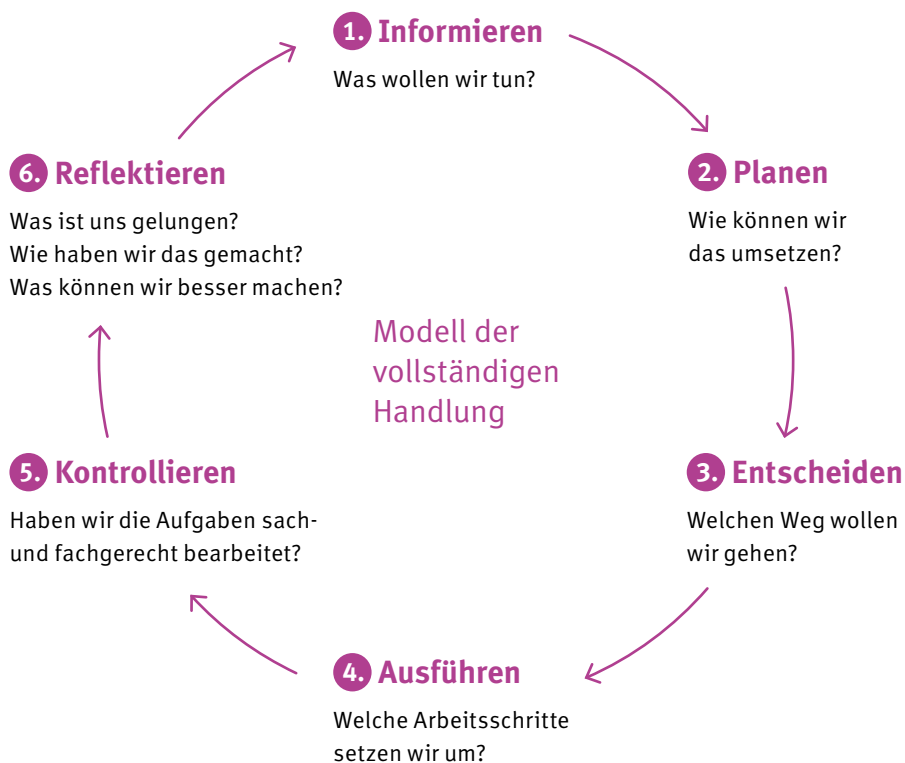 1. Informieren
Was wollen wir tun?
2. Planen
Wie können wir
das umsetzen?
3. Entscheiden
Welchen Weg wollen
wir gehen?
4. Ausführen
Welche Arbeitsschritte
setzen wir um?
5. Kontrollieren
Haben wir die Aufgaben sach-
und fachgerecht bearbeitet?
6. Reflektieren
Was ist uns gelungen?
Wie haben wir das gemacht?
Was können wir besser machen?
Modell der
vollständigen
Handlung